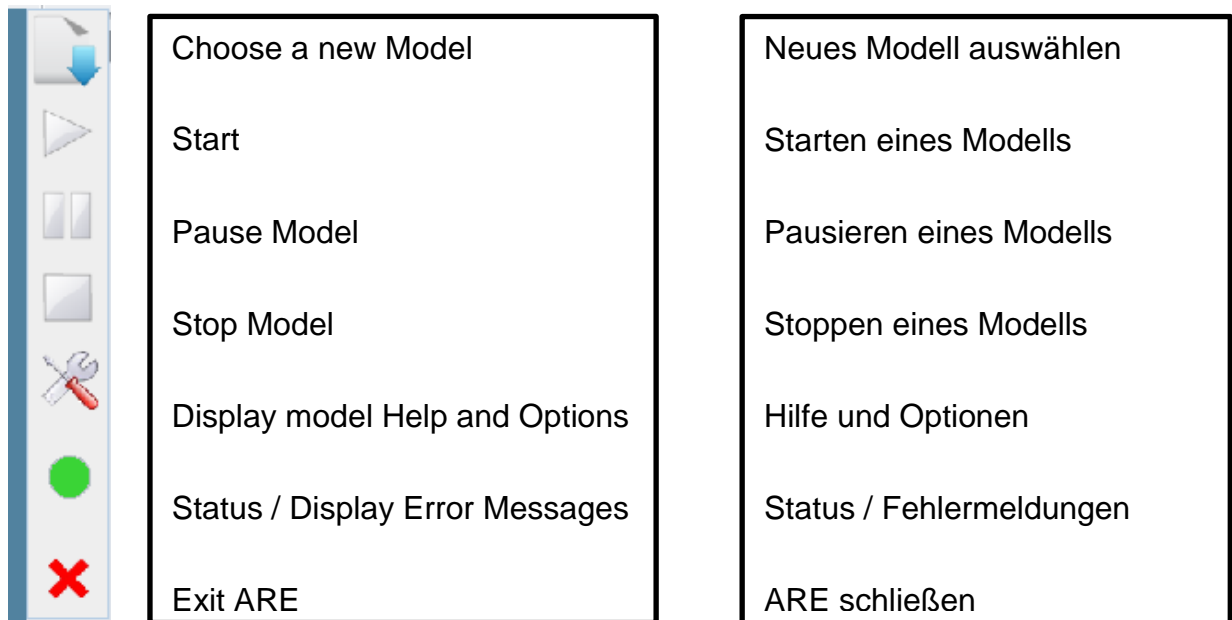 Choose a new Model
Start
Pause Model
Stop Model
Display model Help and Options
Status / Display Error Messages
Exit ARE
Neues Modell auswählen
Starten eines Modells
Pausieren eines Modells
Stoppen eines Modells
Hilfe und Optionen
Status / Fehlermeldungen
ARE schließen